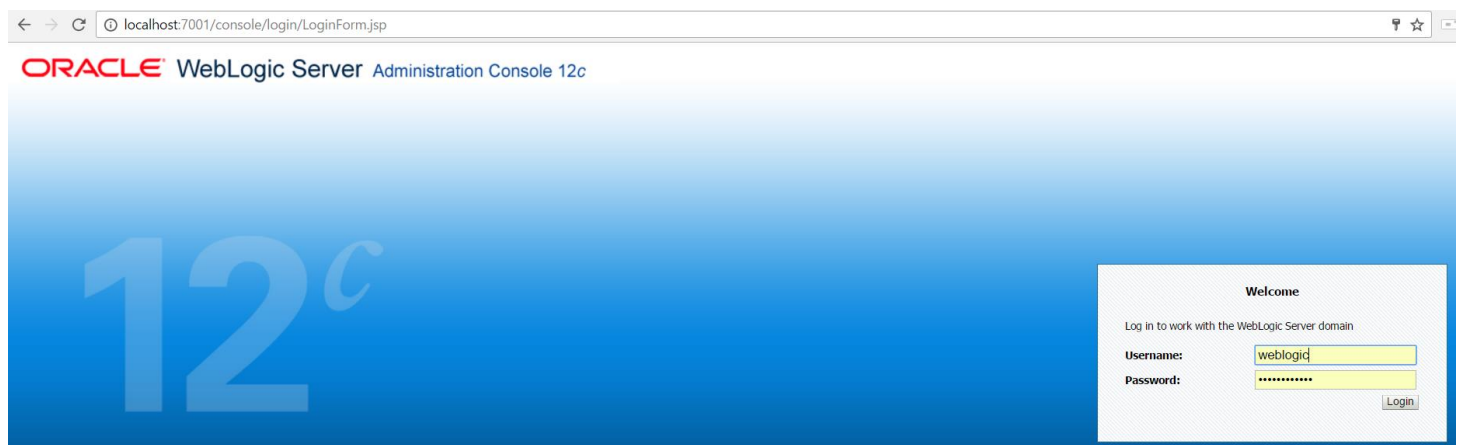 localhost:7001/console/login/LoginForm.jsp
ORACLE WebLogic Server Administration Console 12c
12c
Welcome
Log in to work with the WebLogic Server domain
Username: weblogic
Password: ••••••••••••
Login